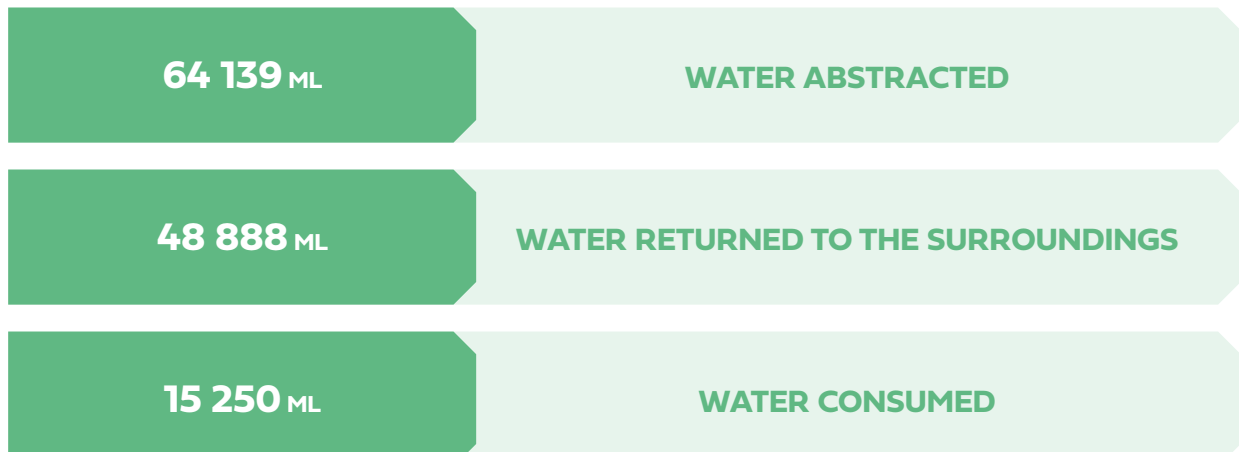 64 139 ML
WATER ABSTRACTED
48 888 ML
WATER RETURNED TO THE SURROUNDINGS
15 250 ML
WATER CONSUMED